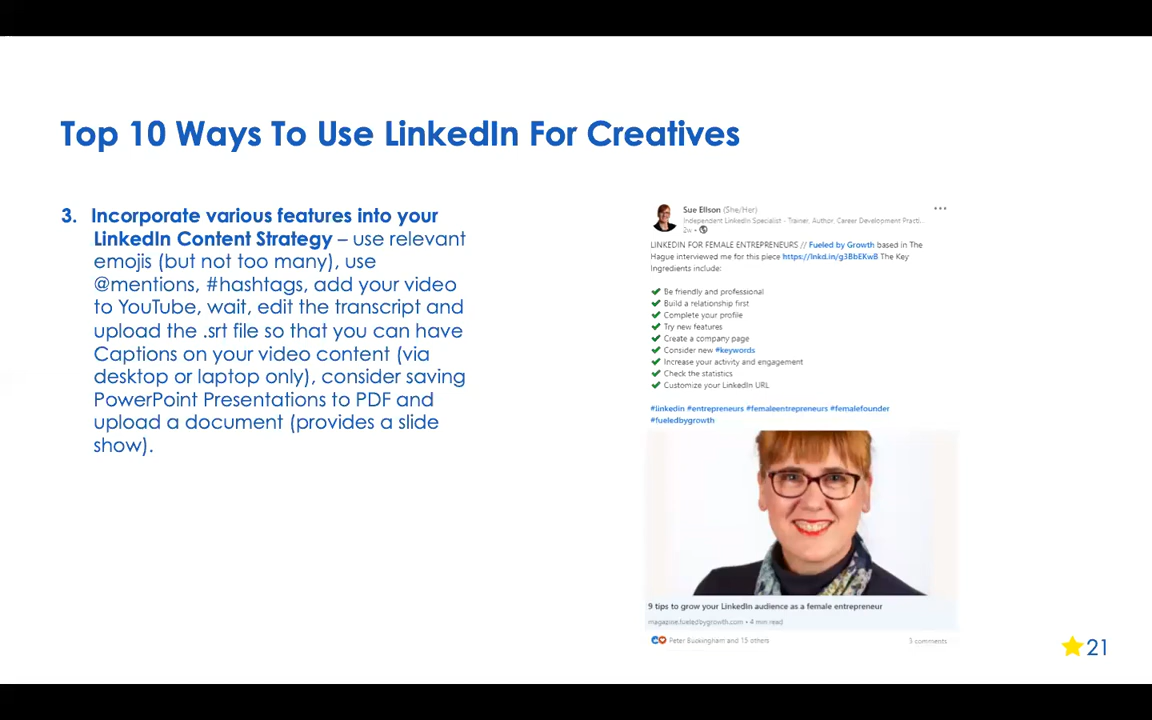 Top 10 Ways To Use LinkedIn For Creatives
3. Incorporate various features into your
LinkedIn Content Strategy – use relevant
emojis (but not too many), use
@mentions, #hashtags, add your video
to YouTube, wait, edit the transcript and
upload the .srt file so that you can have
Captions on your video content (via
desktop or laptop only), consider saving
PowerPoint Presentations to PDF and
upload a document (provides a slide
show).
Sue Ellson (She/Her)
Independent LinkedIn Specialist - Trainer, Author, Career Development Practi...
2w •
LINKEDIN FOR FEMALE ENTREPRENEURS // Fueled by Growth based in The
Hague interviewed me for this piece https://lnkd.in/g3BbEKwB The Key
Ingredients include:
Be friendly and professional
Build a relationship first
Complete your profile
Try new features
Create a company page
Consider new #keywords
Increase your activity and engagement
Check the statistics
Customize your LinkedIn URL
#linkedin #entrepreneurs #femaleentrepreneurs #femalefounder
#fueledbygrowth
9 tips to grow your LinkedIn audience as a female entrepreneur
magazine.fueledbygrowth.com • 4 min read
Peter Buckingham and 15 others
3 comments
21